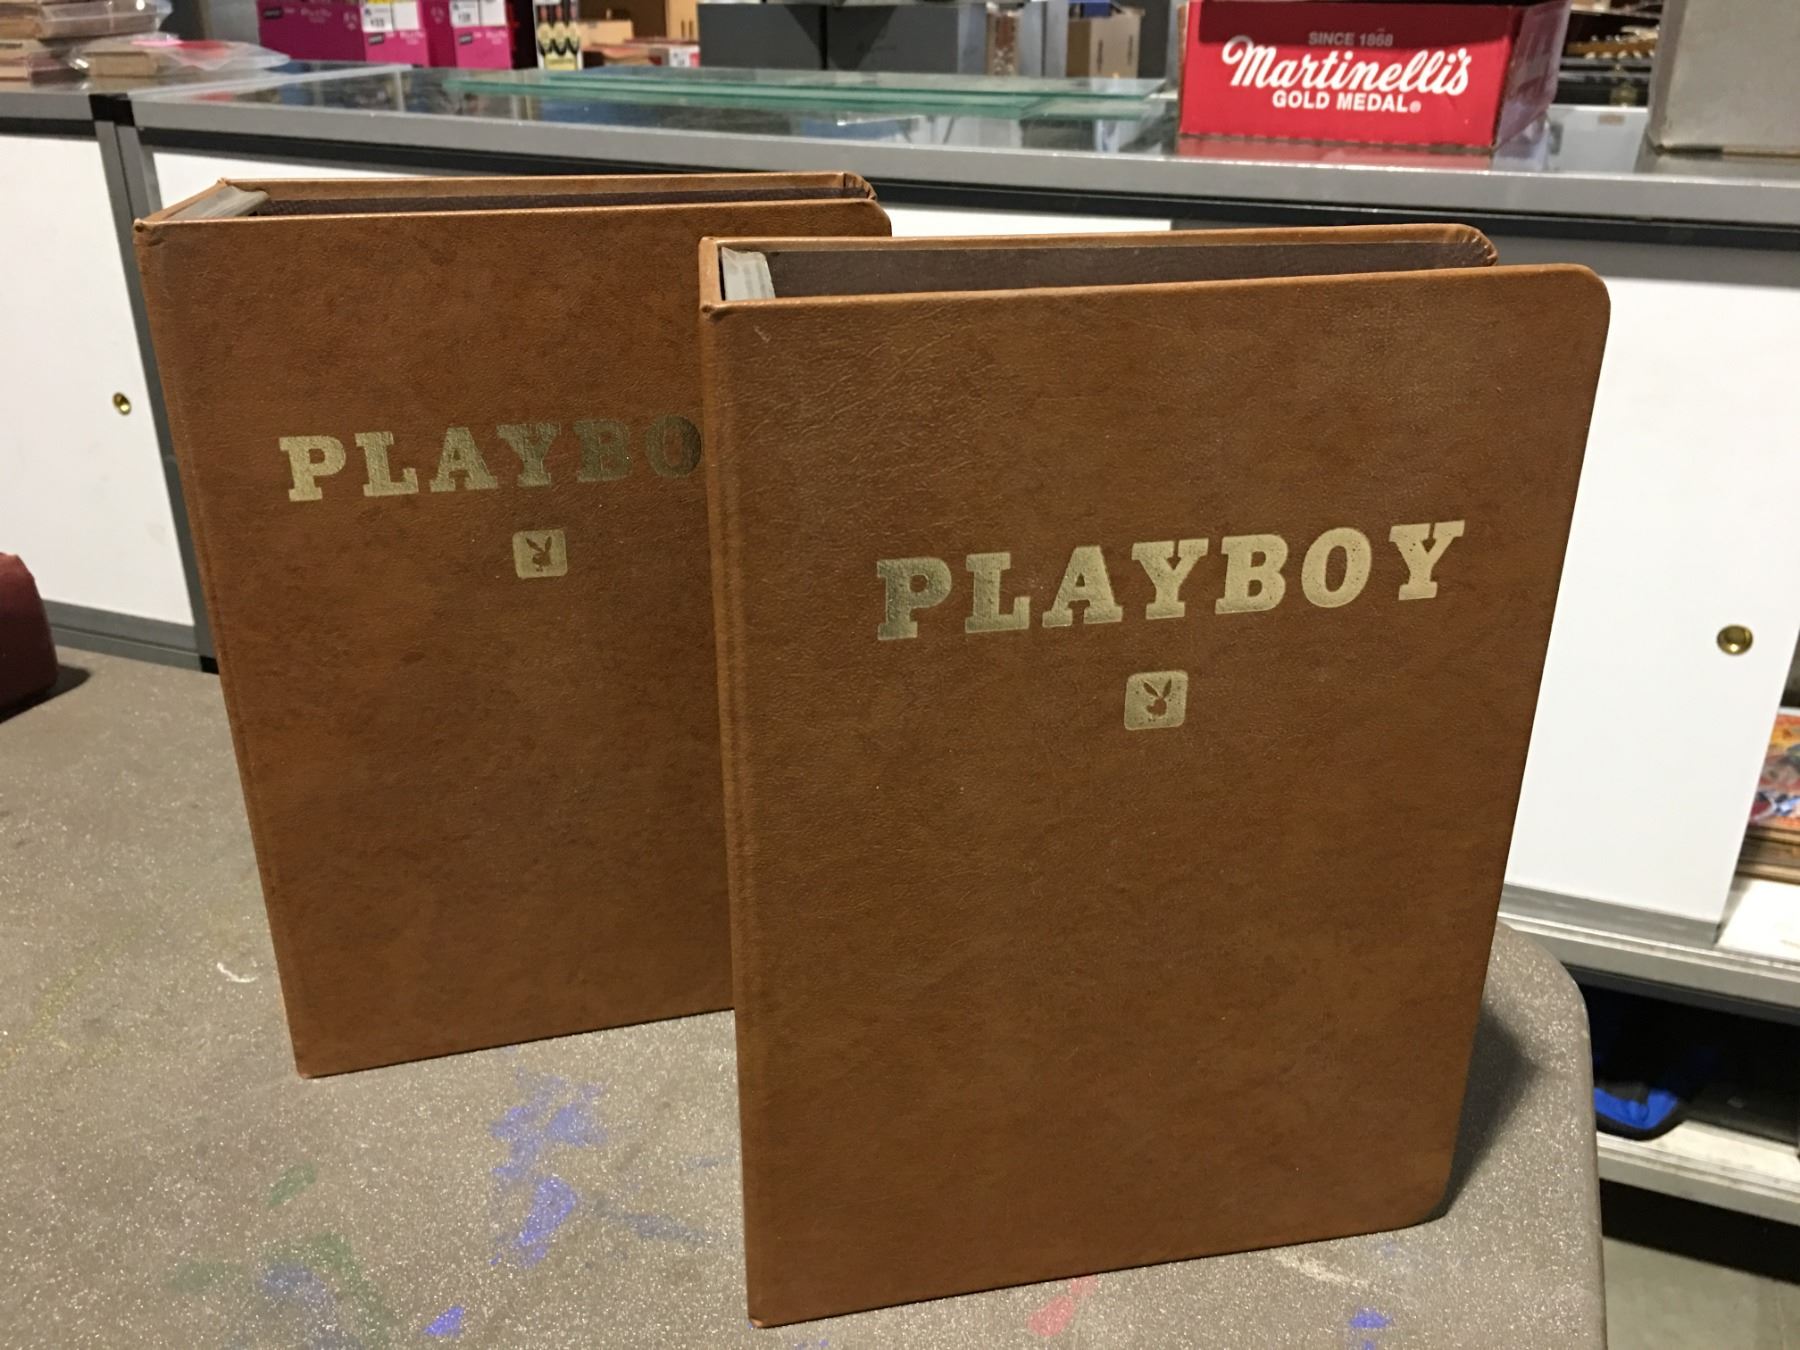 SINCE 1868
Martinelli's
GOLD MEDAL®
PLAYBO
PLAYBOY